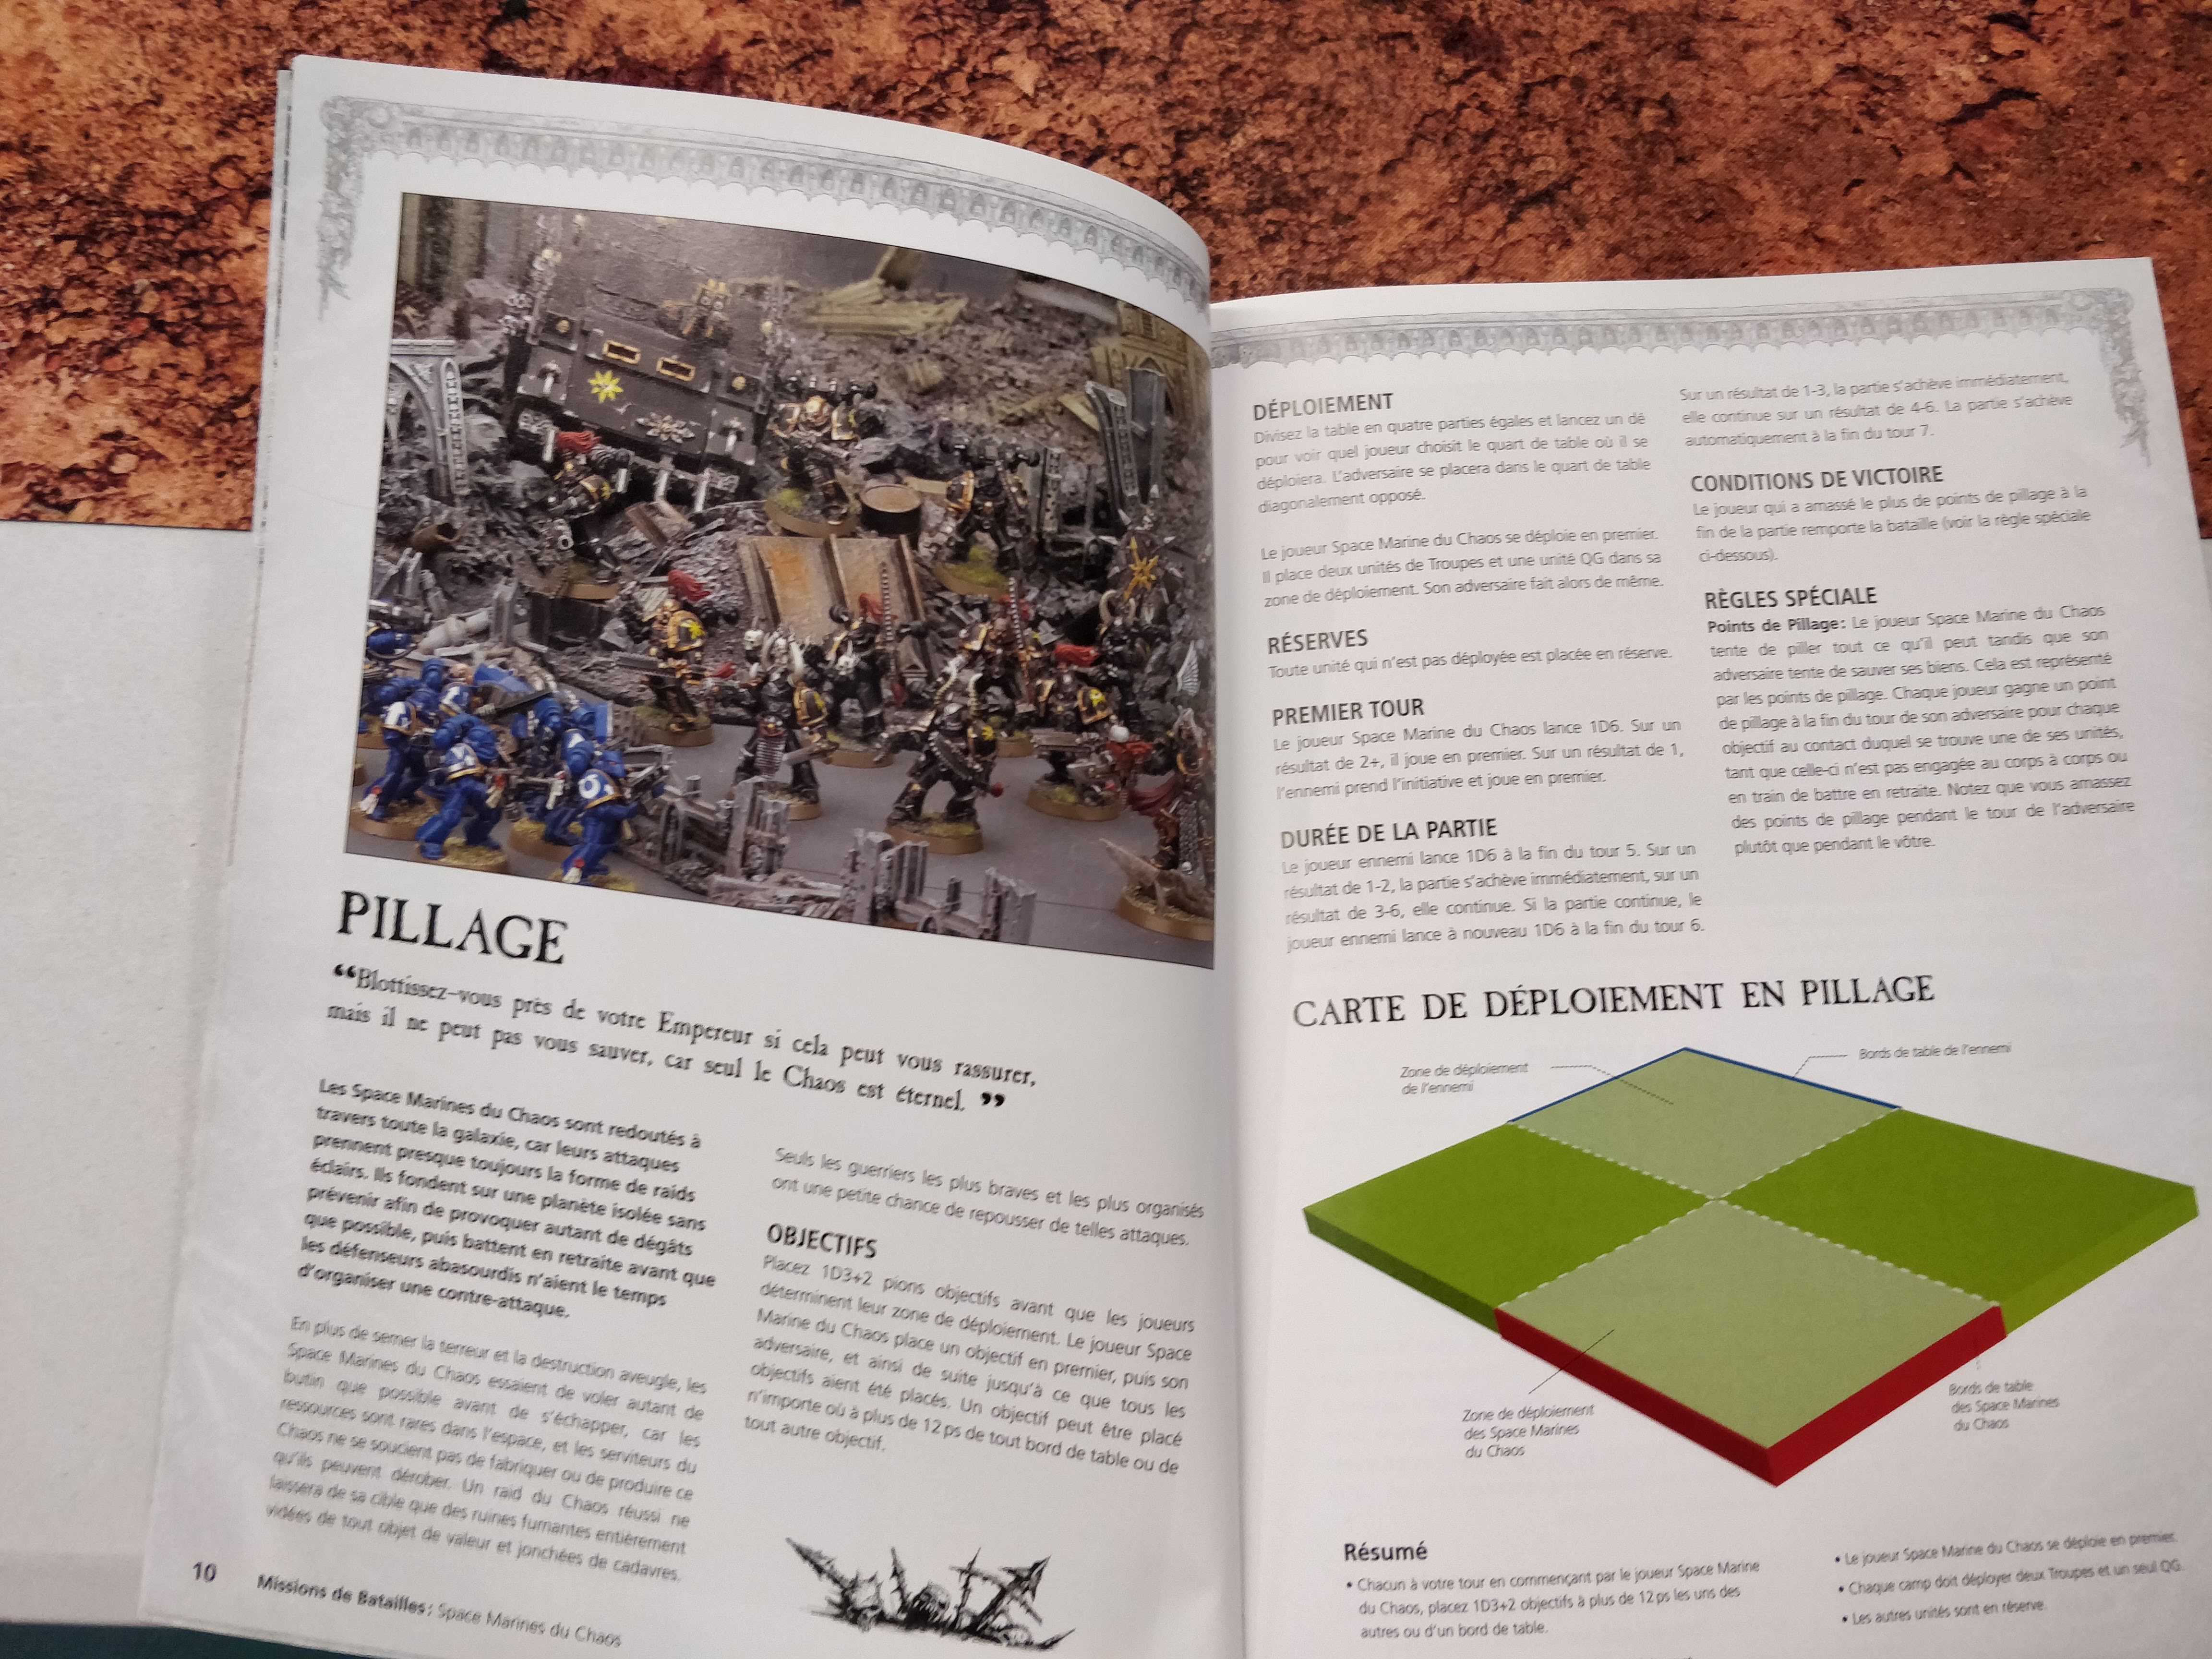 PILLAGE
“Blottissez-vous près de votre Empereur si cela peut vous rassurer,
mais il ne peut pas vous sauver, car seul le Chaos est éternel.”
Les Space Marines du Chaos sont redoutés à
travers toute la galaxie, car leurs attaques
prennent presque toujours la forme de raids
éclairs. Ils fondent sur une planète isolée sans
prévenir afin de provoquer autant de dégâts
que possible, puis battent en retraite avant que
les défenseurs abasourdis n’aient le temps
d’organiser une contre-attaque.
En plus de semer la terreur et la destruction aveugle, les
Space Marines du Chaos essaient de voler autant de
butin que possible avant de s’échapper, car les
ressources sont rares dans l’espace, et les serviteurs du
Chaos ne se soucient pas de fabriquer ou de produire ce
qu’ils peuvent dérober. Un raid du Chaos réussi ne
laissera de sa cible que des ruines fumantes entièrement
vidées de tout objet de valeur et jonchées de cadavres.
Seuls les guerriers les plus braves et les plus organisés
ont une petite chance de repousser de telles attaques.
OBJECTIFS
Placez 1D3+2 pions objectifs avant que les joueurs
déterminent leur zone de déploiement. Le joueur Space
Marine du Chaos place un objectif en premier, puis son
adversaire, et ainsi de suite jusqu’à ce que tous les
objectifs aient été placés. Un objectif peut être placé
n’importe où à plus de 12 ps de tout bord de table ou de
tout autre objectif.
10
Missions de Batailles : Space Marines du Chaos
DÉPLOIEMENT
Divisez la table en quatre parties égales et lancez un dé
pour voir quel joueur choisit le quart de table où il se
déploiera. L’adversaire se placera dans le quart de table
diagonalement opposé.
Le joueur Space Marine du Chaos se déploie en premier.
Il place deux unités de Troupes et une unité QG dans sa
zone de déploiement. Son adversaire fait alors de même.
RÉSERVES
Toute unité qui n’est pas déployée est placée en réserve.
PREMIER TOUR
Le joueur Space Marine du Chaos lance 1D6. Sur un
résultat de 2+, il joue en premier. Sur un résultat de 1,
l’ennemi prend l’initiative et joue en premier.
DURÉE DE LA PARTIE
Le joueur ennemi lance 1D6 à la fin du tour 5. Sur un
résultat de 1-2, la partie s’achève immédiatement, sur un
résultat de 3-6, elle continue. Si la partie continue, le
joueur ennemi lance à nouveau 1D6 à la fin du tour 6.
Sur un résultat de 1-3, la partie s’achève immédiatement,
elle continue sur un résultat de 4-6. La partie s’achève
automatiquement à la fin du tour 7.
CONDITIONS DE VICTOIRE
Le joueur qui a amassé le plus de points de pillage à la
fin de la partie remporte la bataille (voir la règle spéciale
ci-dessous).
RÈGLES SPÉCIALE
Points de Pillage : Le joueur Space Marine du Chaos
tente de piller tout ce qu’il peut tandis que son
adversaire tente de sauver ses biens. Cela est représenté
par les points de pillage. Chaque joueur gagne un point
de pillage à la fin du tour de son adversaire pour chaque
objectif au contact duquel se trouve une de ses unités,
tant que celle-ci n’est pas engagée au corps à corps ou
en train de battre en retraite. Notez que vous amassez
des points de pillage pendant le tour de l’adversaire
plutôt que pendant le vôtre.
CARTE DE DÉPLOIEMENT EN PILLAGE
Zone de déploiement
de l’ennemi
Bords de table de l’ennemi
Zone de déploiement
des Space Marines
du Chaos
Bords de table
des Space Marines
du Chaos
Résumé
• Chacun à votre tour en commençant par le joueur Space Marine
du Chaos, placez 1D3+2 objectifs à plus de 12 ps les uns des
autres ou d’un bord de table.
• Le joueur Space Marine du Chaos se déploie en premier.
• Chaque camp doit déployer deux Troupes et un seul QG.
• Les autres unités sont en réserve.